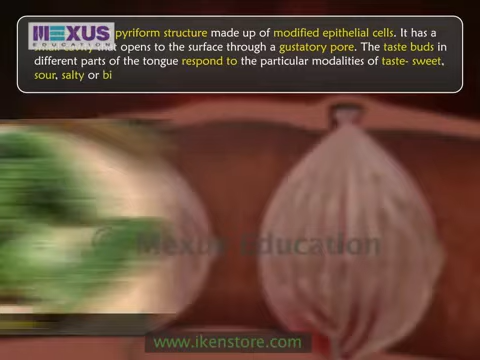 MEXUS
EDUCATION
pyriform structure made up of modified epithelial cells. It has a
that opens to the surface through a gustatory pore. The taste buds in
different parts of the tongue respond to the particular modalities of taste- sweet,
sour, salty or bi
© Mexus Education
www.ikenstore.com